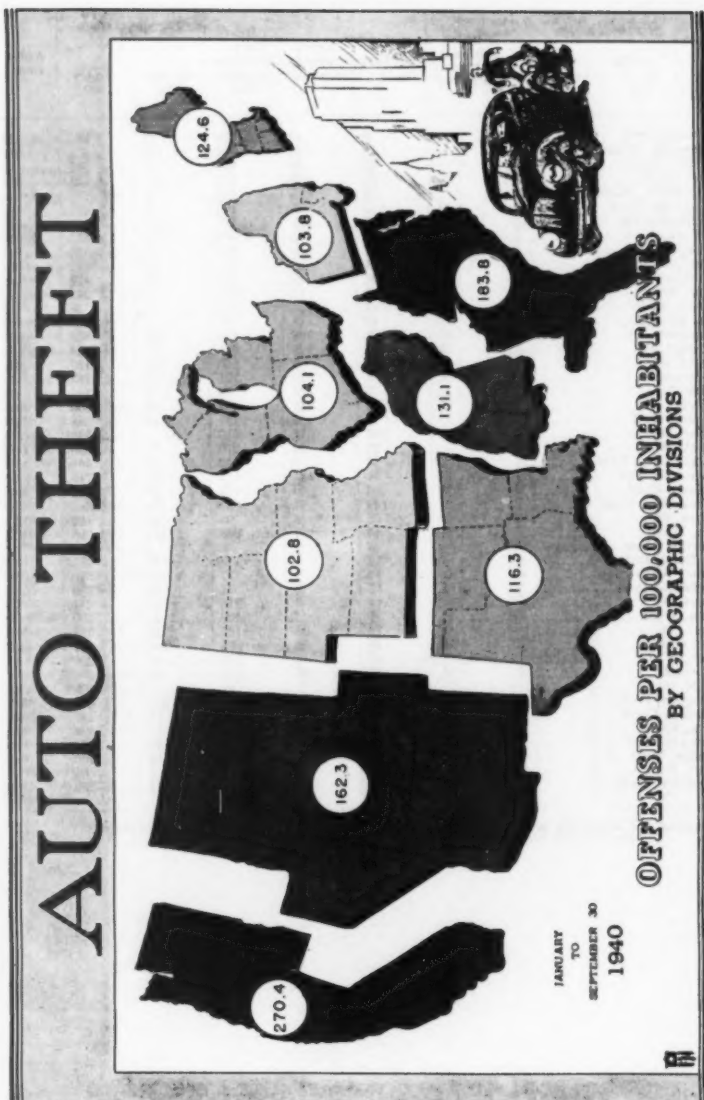 AUTO THEFT
270.4
162.3
102.8
104.1
103.8
124.6
116.3
131.1
183.8
JANUARY
TO
SEPTEMBER 30
1940
OFFENSES PER 100,000 INHABITANTS
BY GEOGRAPHIC DIVISIONS